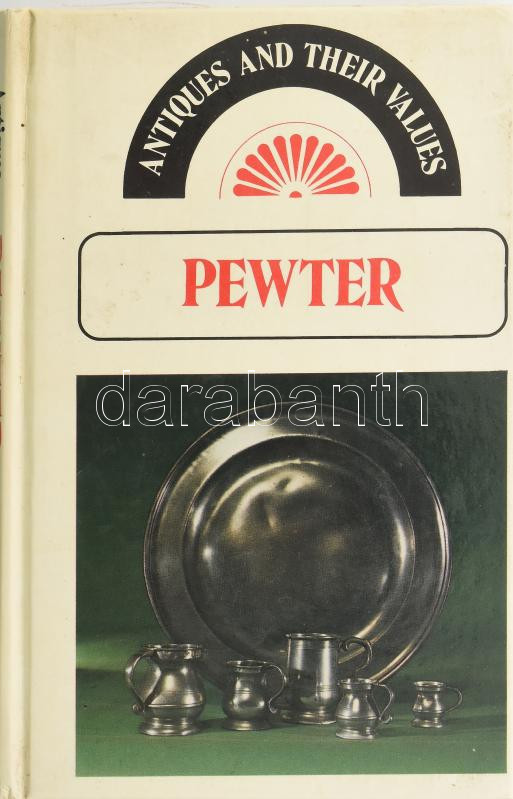 ANTIQUES AND THEIR VALUES
PEWTER
darabanth